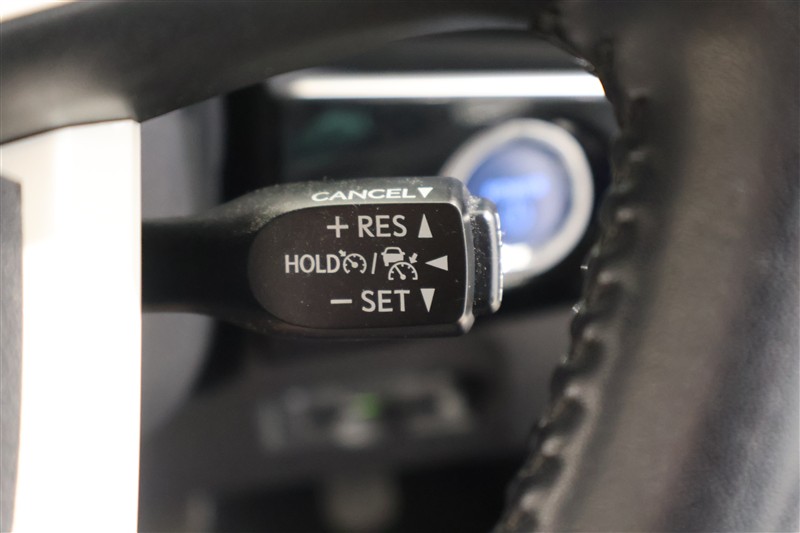 CANCEL▼
+ RES ▲
HOLD / ◀
− SET ▼